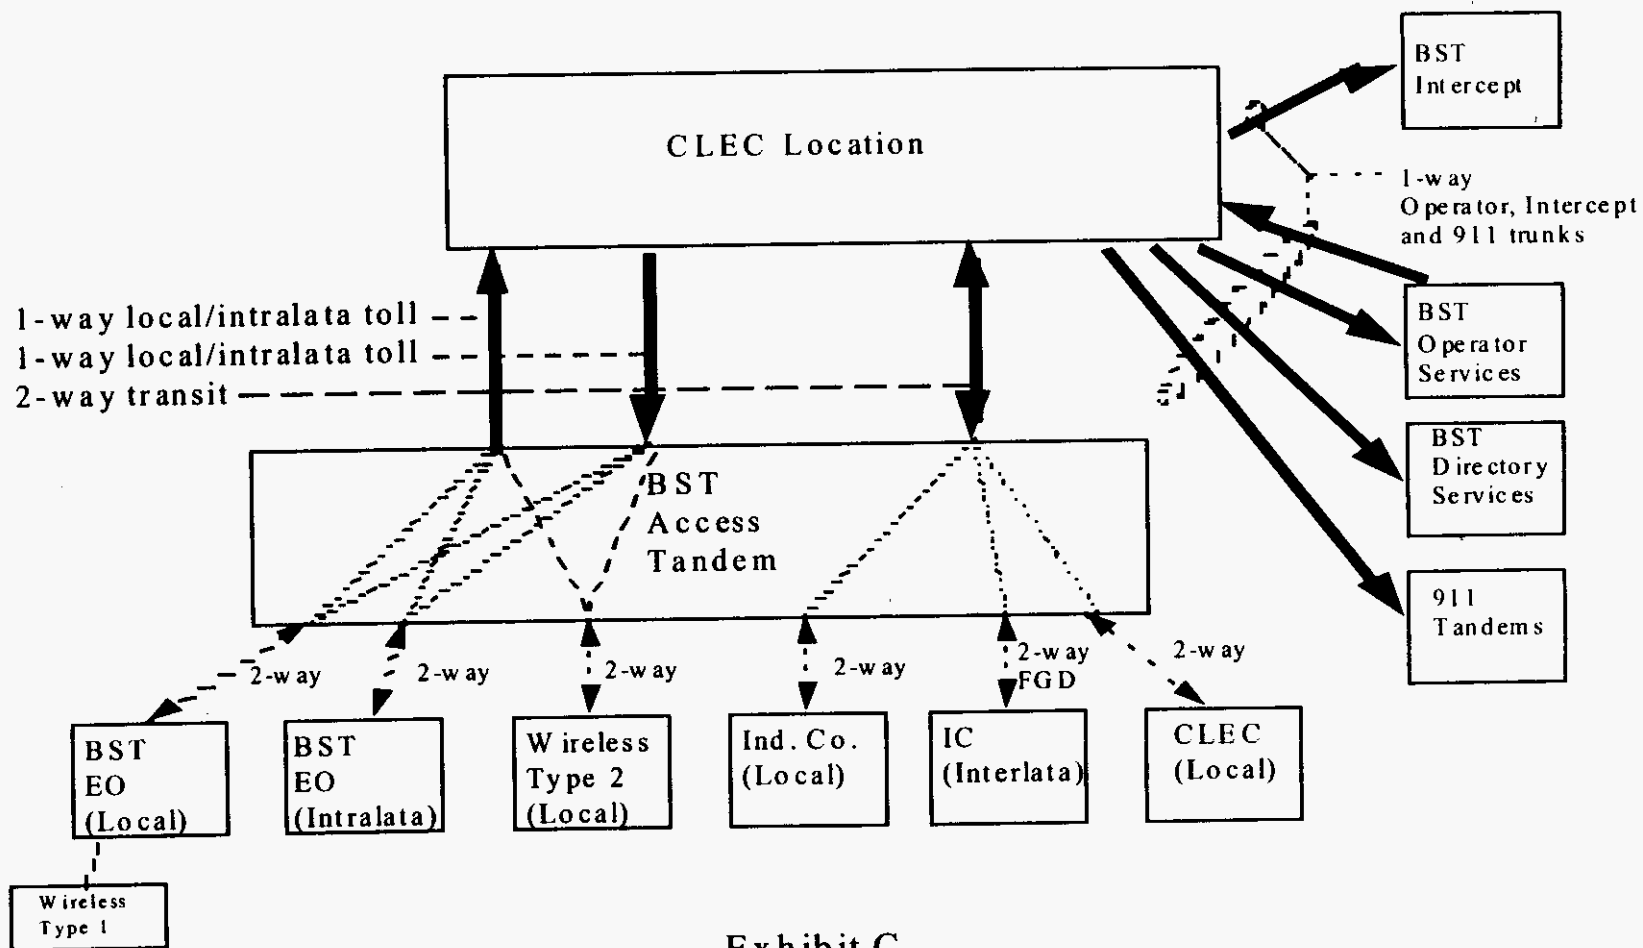 BST
Intercept
CLEC Location
1-way
Operator, Intercept
and 911 trunks
1-way local/intralata toll
1-way local/intralata toll
2-way transit
BST
Operator
Services
BST
Directory
Services
BST
Access
Tandem
911
Tandems
2-way
2-way
2-way
2-way
2-way
FGD
2-way
BST
EO
(Local)
BST
EO
(Intralata)
Wireless
Type 2
(Local)
Ind. Co.
(Local)
IC
(Interlata)
CLEC
(Local)
Wireless
Type 1
Exhibit C